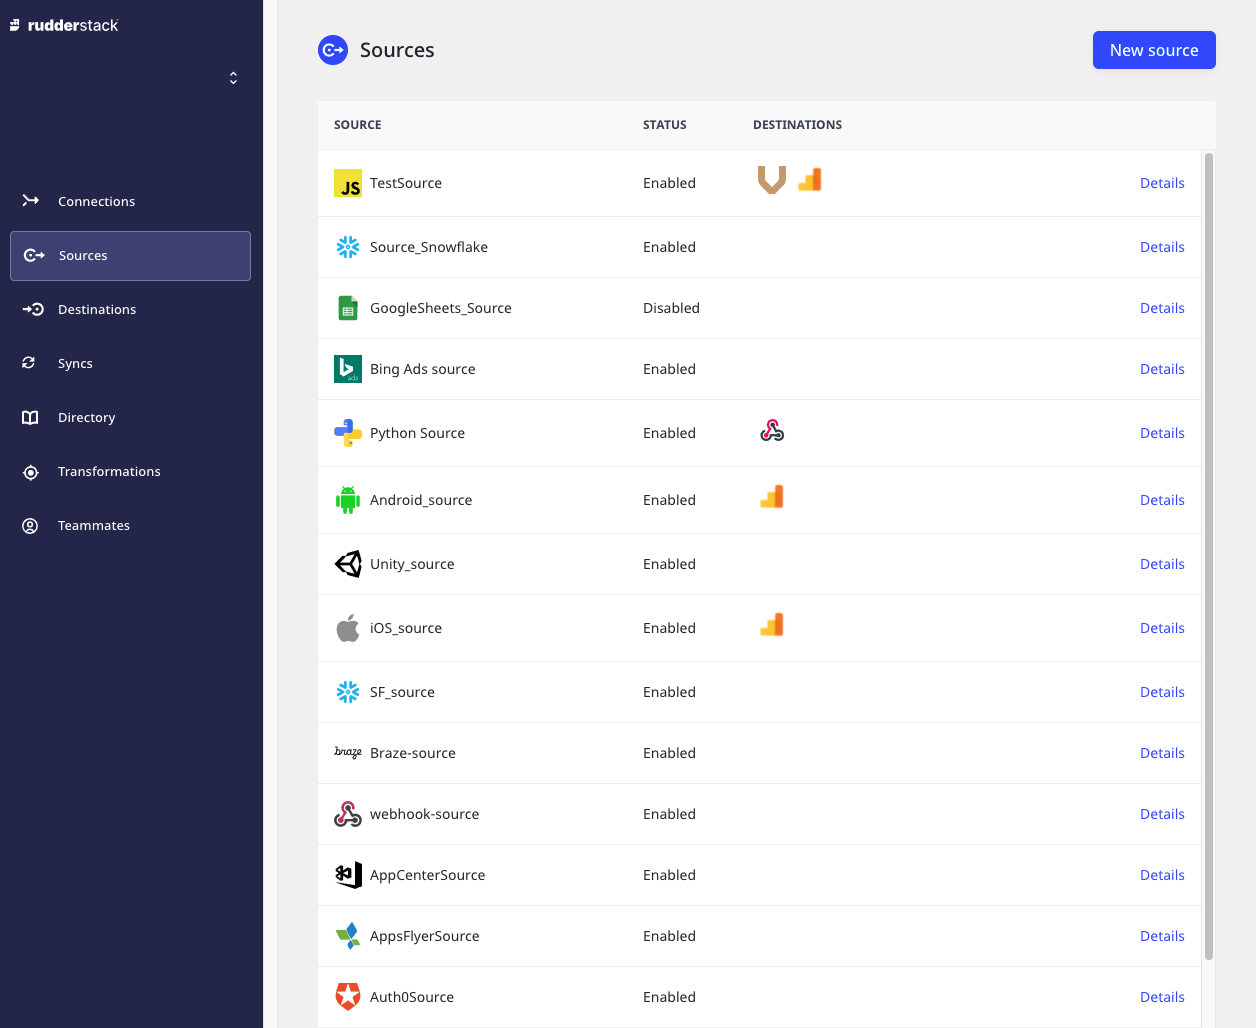 rudderstack
Sources
New source
SOURCE STATUS DESTINATIONS
Connections
Sources
Destinations
Syncs
Directory
Transformations
Teammates
JS TestSource Enabled Details
Source_Snowflake Enabled Details
GoogleSheets_Source Disabled Details
b ads Bing Ads source Enabled Details
Python Source Enabled Details
Android_source Enabled Details
Unity_source Enabled Details
iOS_source Enabled Details
SF_source Enabled Details
braze Braze-source Enabled Details
webhook-source Enabled Details
AppCenterSource Enabled Details
AppsFlyerSource Enabled Details
Auth0Source Enabled Details